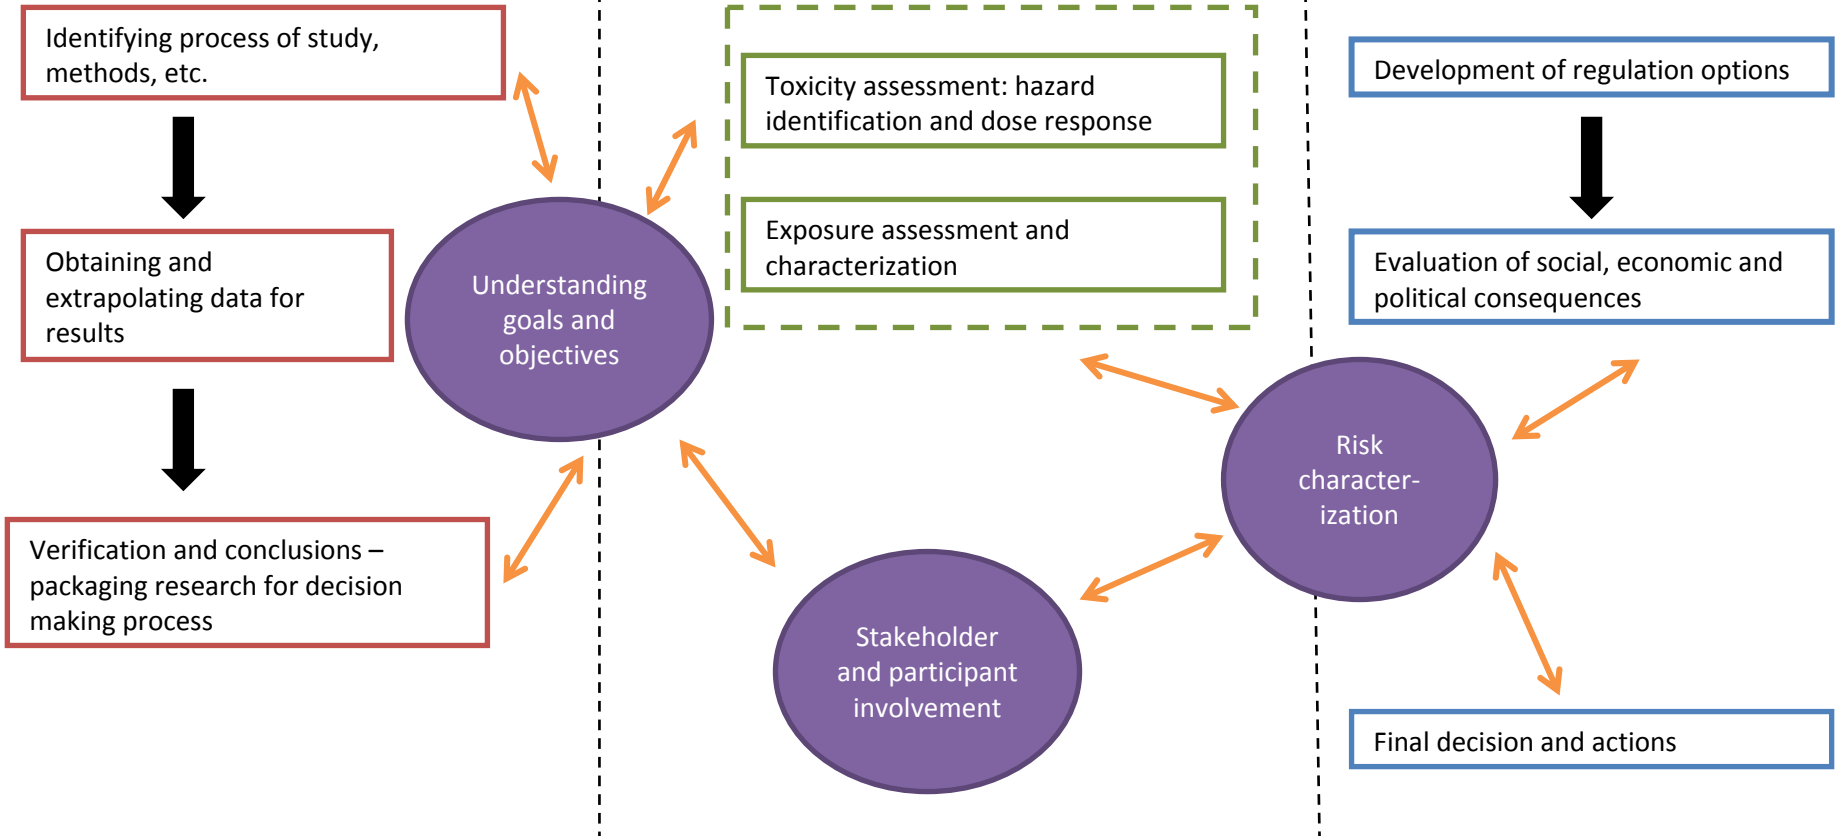 Identifying process of study,
methods, etc.
Obtaining and
extrapolating data for
results
Verification and conclusions –
packaging research for decision
making process
Understanding
goals and
objectives
Toxicity assessment: hazard
identification and dose response
Exposure assessment and
characterization
Stakeholder
and participant
involvement
Risk
character-
ization
Development of regulation options
Evaluation of social, economic and
political consequences
Final decision and actions